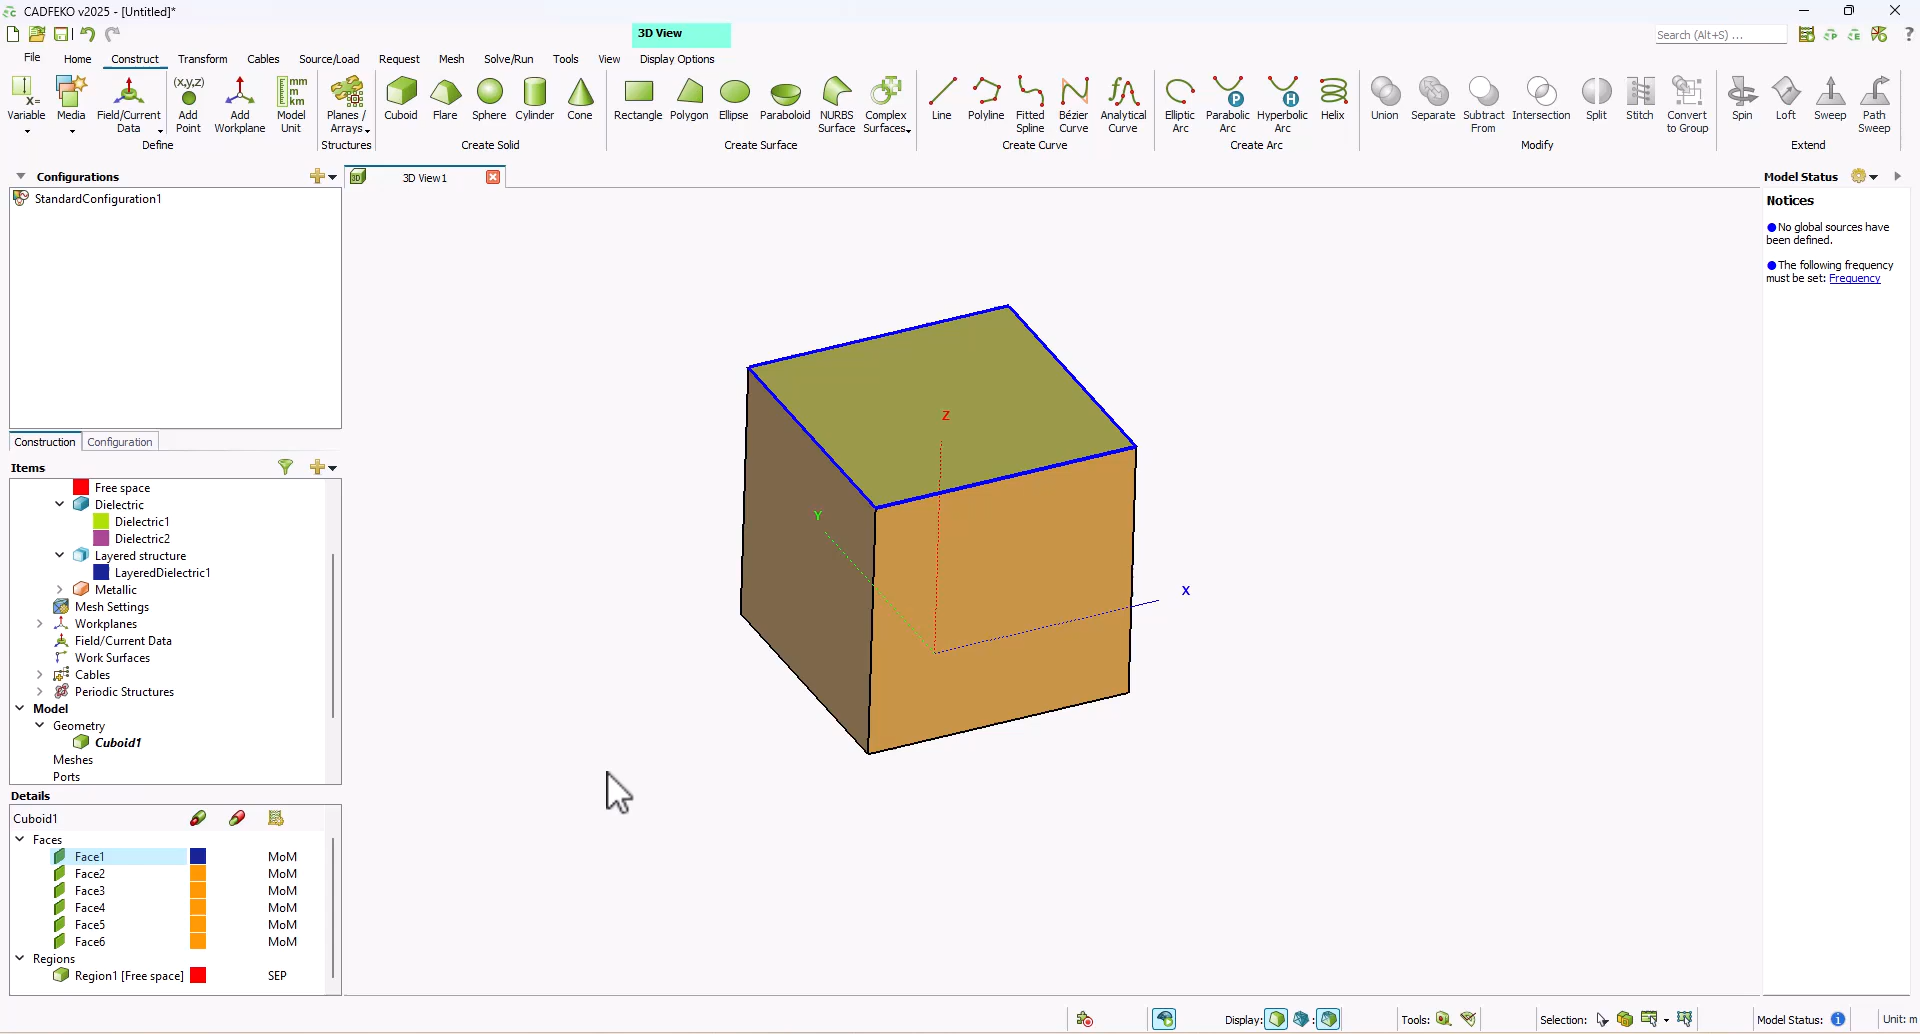 CADFEKO v2025 - [Untitled]*
3D View
Search (Alt+S) ...
File Home Construct Transform Cables Source/Load Request Mesh Solve/Run Tools View Display Options
Variable Media Field/Current Data Add Point Add Workplane Model Unit Planes / Arrays Cuboid Flare Sphere Cylinder Cone Rectangle Polygon Ellipse Paraboloid NURBS Surface Complex Surfaces Line Polyline Fitted Spline Bézier Curve Analytical Curve Elliptic Arc Parabolic Arc Hyperbolic Arc Helix Union Separate Subtract From Intersection Split Stitch Convert to Group Spin Loft Sweep Path Sweep
Define Structures Create Solid Create Surface Create Curve Create Arc Modify Extend
Configurations
StandardConfiguration1
Construction Configuration
Items
Free space
Dielectric
Dielectric1
Dielectric2
Layered structure
LayeredDielectric1
Metallic
Mesh Settings
Workplanes
Field/Current Data
Work Surfaces
Cables
Periodic Structures
Model
Geometry
Cuboid1
Meshes
Ports
Details
Cuboid1
Faces
Face1 MoM
Face2 MoM
Face3 MoM
Face4 MoM
Face5 MoM
Face6 MoM
Regions
Region1 [Free space] SEP
3D View1
Z
Y
X
Model Status
Notices
No global sources have
been defined.
The following frequency
must be set: Frequency
Display: Tools: Selection: Model Status: Unit: m